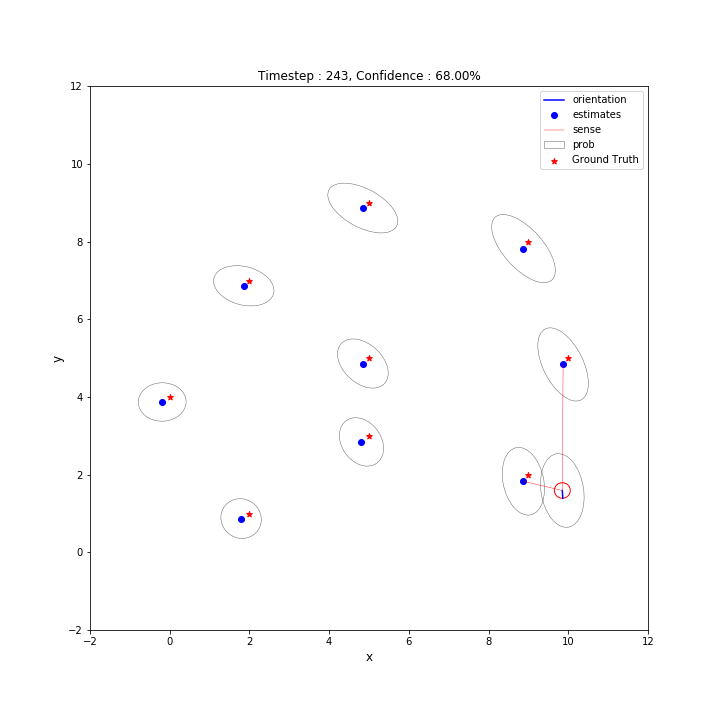 Timestep : 243, Confidence : 68.00%
12
10
8
6
4
2
0
−2
y
−2
0
2
4
6
8
10
12
x
orientation
estimates
sense
prob
Ground Truth